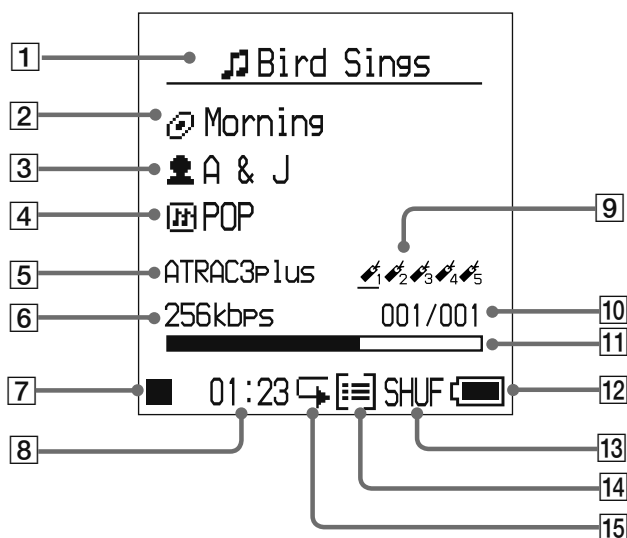 1
Bird Sings
2
Morning
3
A & J
4
POP
9
5
ATRAC3plus
1 2 3 4 5
6
256kbps
001/001
10
11
7
01:23
SHUF
12
8
13
14
15